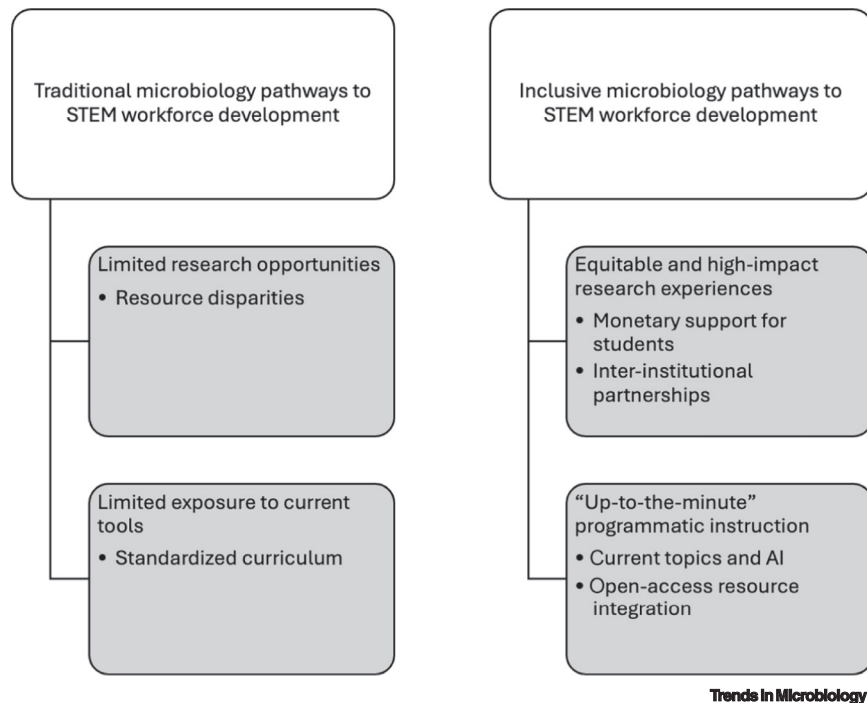 Traditional microbiology pathways to
STEM workforce development
Limited research opportunities
• Resource disparities
Limited exposure to current
tools
• Standardized curriculum
Inclusive microbiology pathways to
STEM workforce development
Equitable and high-impact
research experiences
• Monetary support for
students
• Inter-institutional
partnerships
“Up-to-the-minute”
programmatic instruction
• Current topics and AI
• Open-access resource
integration
Trends in Microbiology